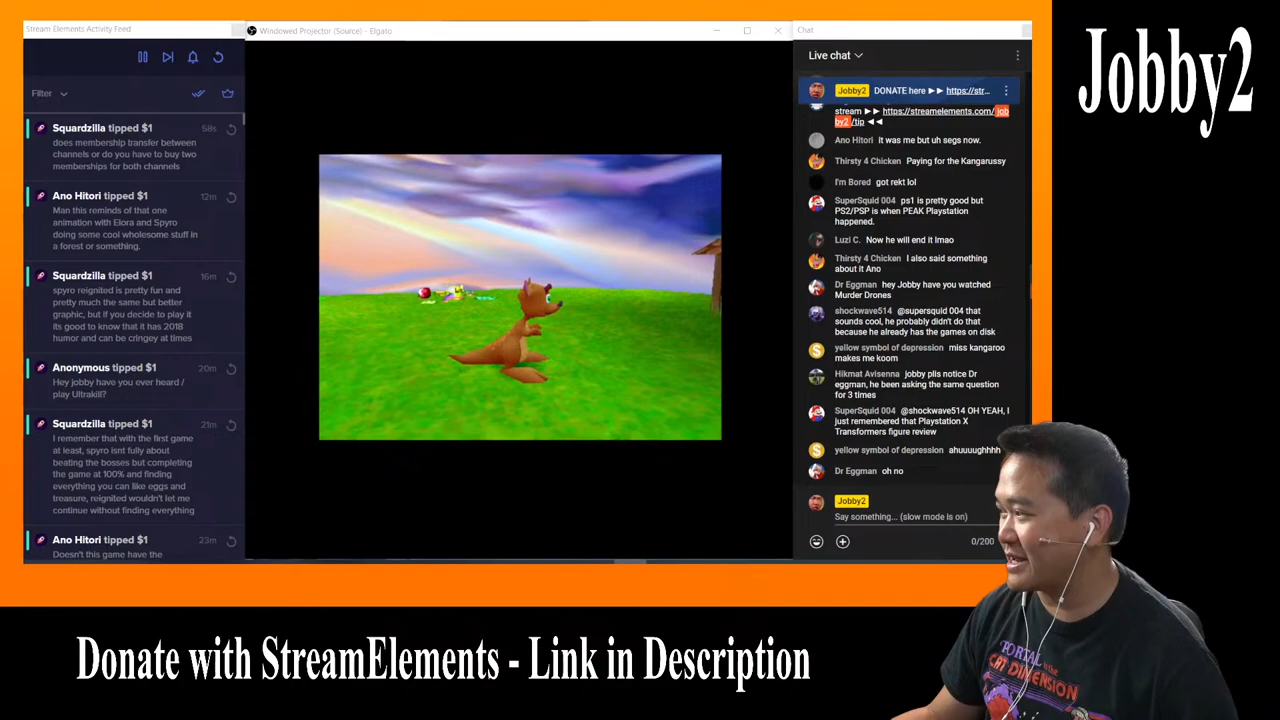 Stream Elements Activity Feed
Filter
Squardzilla tipped $1
58s
does membership transfer between
channels or do you have to buy two
memberships for both channels
Ano Hitori tipped $1
12m
Man this reminds of that one
animation with Elora and Spyro
doing some cool wholesome stuff in
a forest or something.
Squardzilla tipped $1
16m
spyro reignited is pretty fun and
pretty much the same but better
graphic, but if you decide to play it
its good to know that it has 2018
humor and can be cringey at times
Anonymous tipped $1
20m
Hey jobby have you ever heard /
play Ultrakill?
Squardzilla tipped $1
21m
I remember that with the first game
at least, spyro isnt fully about
beating the bosses but completing
the game at 100% and finding
everything you can like eggs and
treasure, reignited wouldn't let me
continue without finding everything
Ano Hitori tipped $1
23m
Doesn't this game have the
Windowed Projector (Source) - Elgato
Chat
Live chat
Jobby2 DONATE here ►► https://str...
stream ►► https://streamelements.com/job
by2/tip ◄◄
Ano Hitori it was me but uh segs now.
Thirsty 4 Chicken Paying for the Kangarussy
I'm Bored got rekt lol
SuperSquid 004 ps1 is pretty good but
PS2/PSP is when PEAK Playstation
happened.
Luzi C. Now he will end it lmao
Thirsty 4 Chicken I also said something
about it Ano
Dr Eggman hey Jobby have you watched
Murder Drones
shockwave514 @supersquid 004 that
sounds cool, he probably didn't do that
because he already has the games on disk
yellow symbol of depression miss kangaroo
makes me koom
Hikmat Avisenna jobby plis notice Dr
eggman, he been asking the same question
for 3 times
SuperSquid 004 @shockwave514 OH YEAH, I
just remembered that Playstation X
Transformers figure review
yellow symbol of depression ahuuuughhhh
Dr Eggman oh no
Jobby2
Say something... (slow mode is on)
0/200
Jobby2
PORTAL to the
CAT DIMENSION
Donate with StreamElements - Link in Description